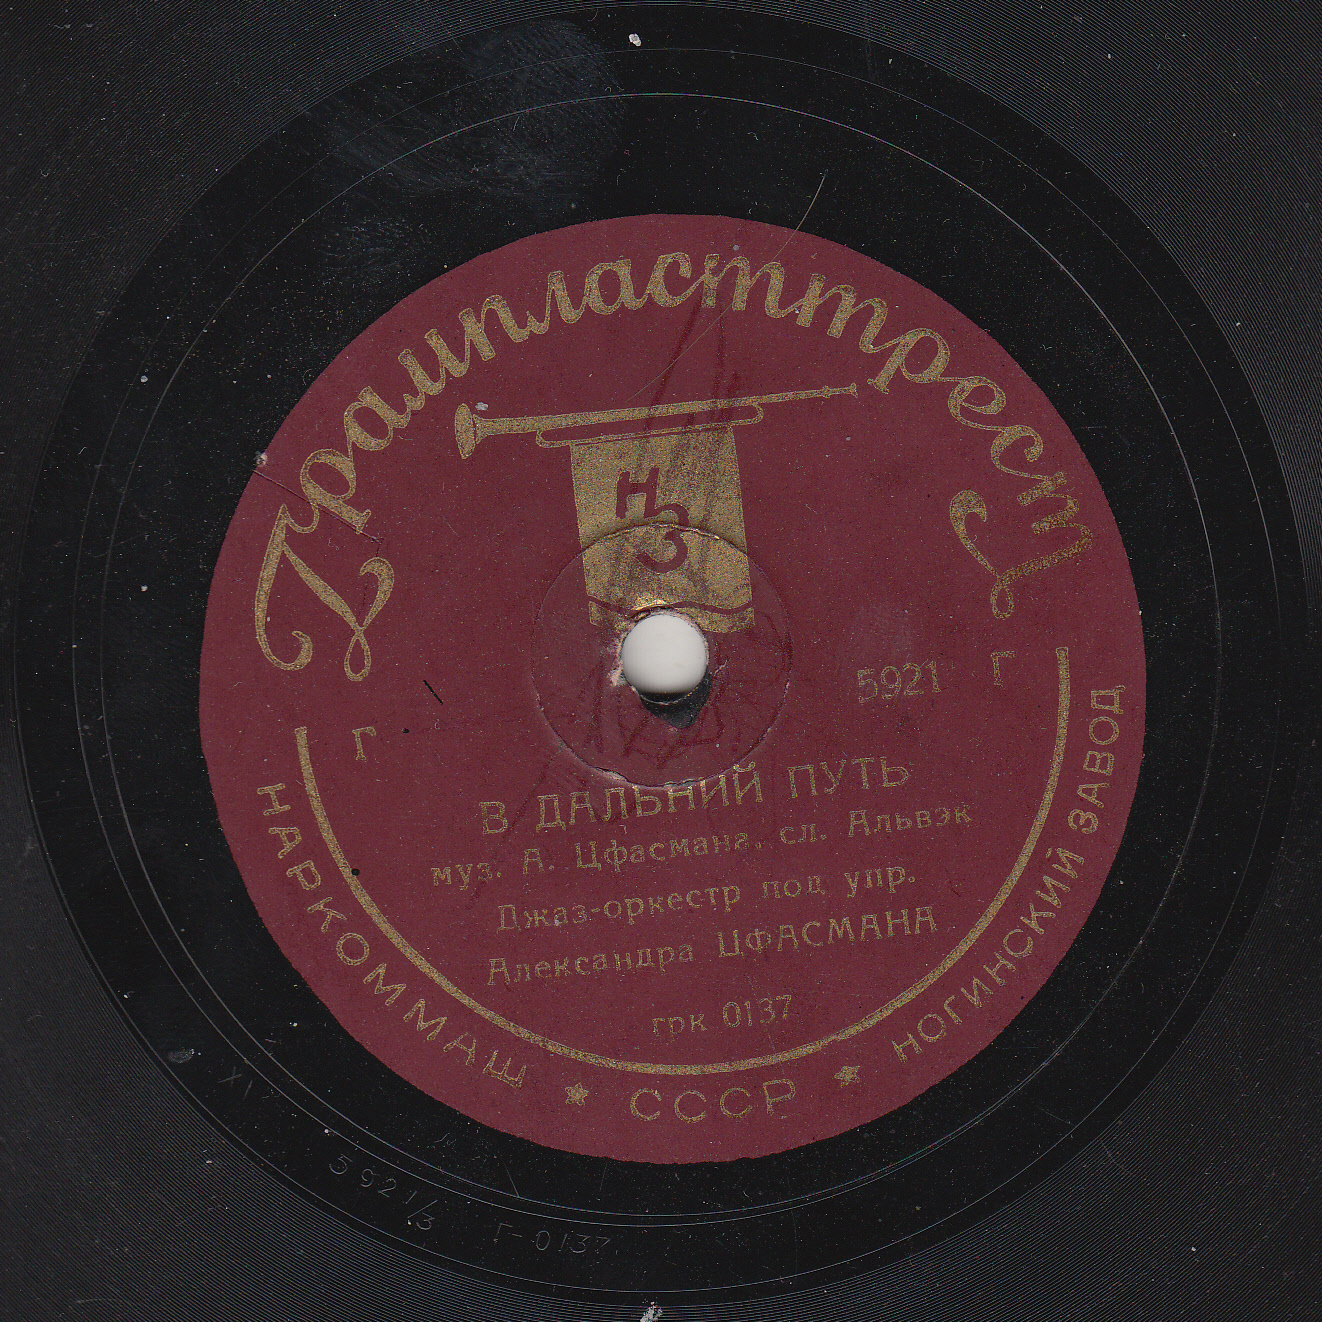 Грампласттрест
НЗ
5921
Г
Г
В ДАЛЬНИЙ ПУТЬ
муз. А. Цфасмана, сл. Альвэк
Джаз-оркестр под упр.
Александра ЦФАСМАНА
грк 0137
НАРКОММАШ ★ СССР ★ НОГИНСКИЙ ЗАВОД
XI
5921/3 Г-0137